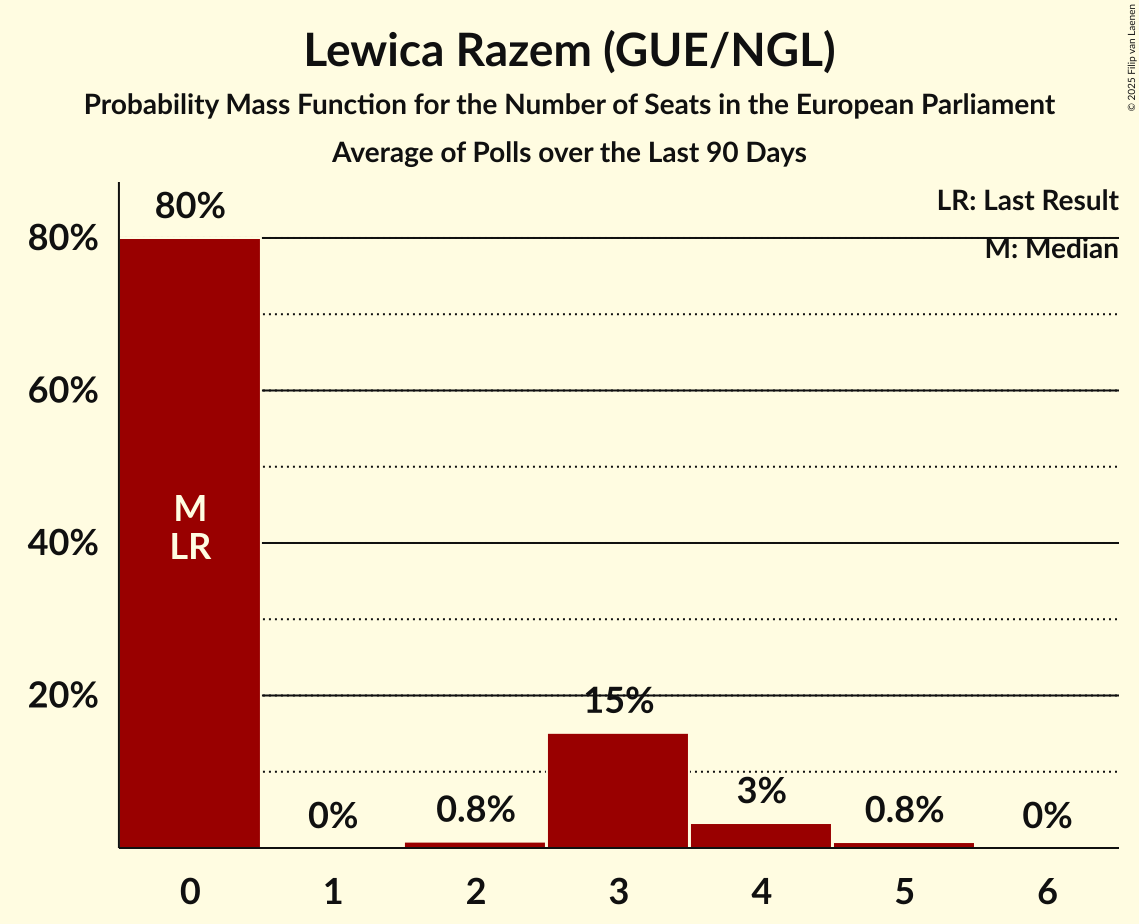 Lewica Razem (GUE/NGL)
Probability Mass Function for the Number of Seats in the European Parliament
Average of Polls over the Last 90 Days
© 2025 Filip van Laenen
LR: Last Result
M: Median
80%
60%
40%
20%
80%
M
LR
0%
0.8%
15%
3%
0.8%
0%
0 1 2 3 4 5 6